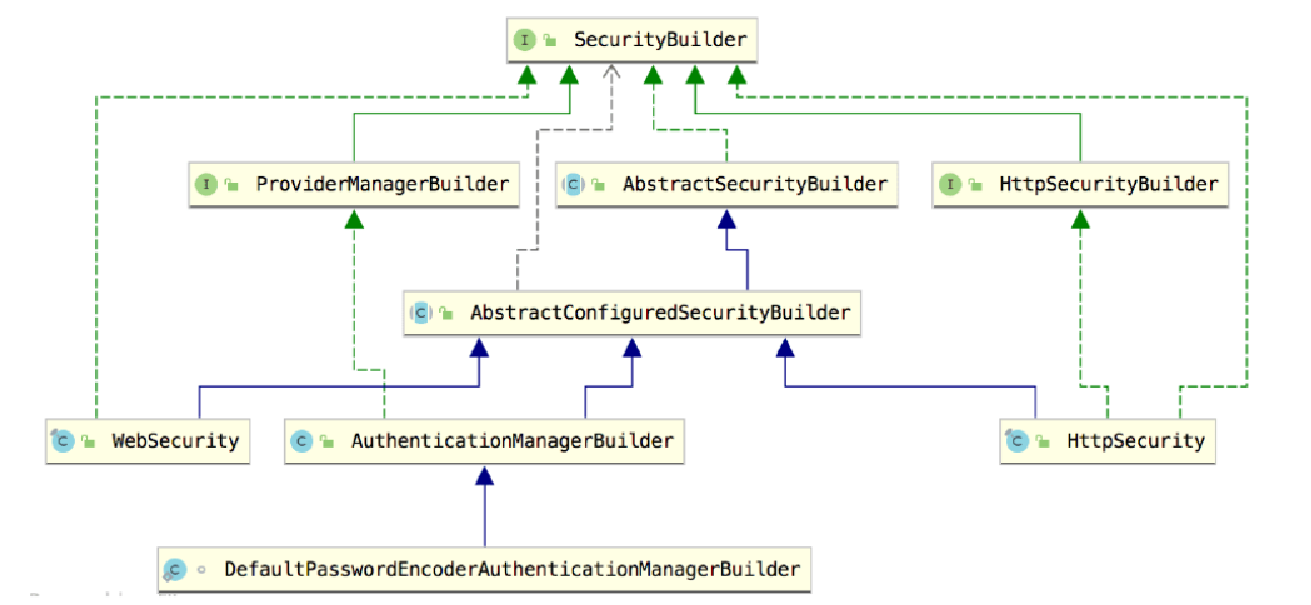 SecurityBuilder
ProviderManagerBuilder
AbstractSecurityBuilder
HttpSecurityBuilder
AbstractConfiguredSecurityBuilder
WebSecurity
AuthenticationManagerBuilder
HttpSecurity
DefaultPasswordEncoderAuthenticationManagerBuilder